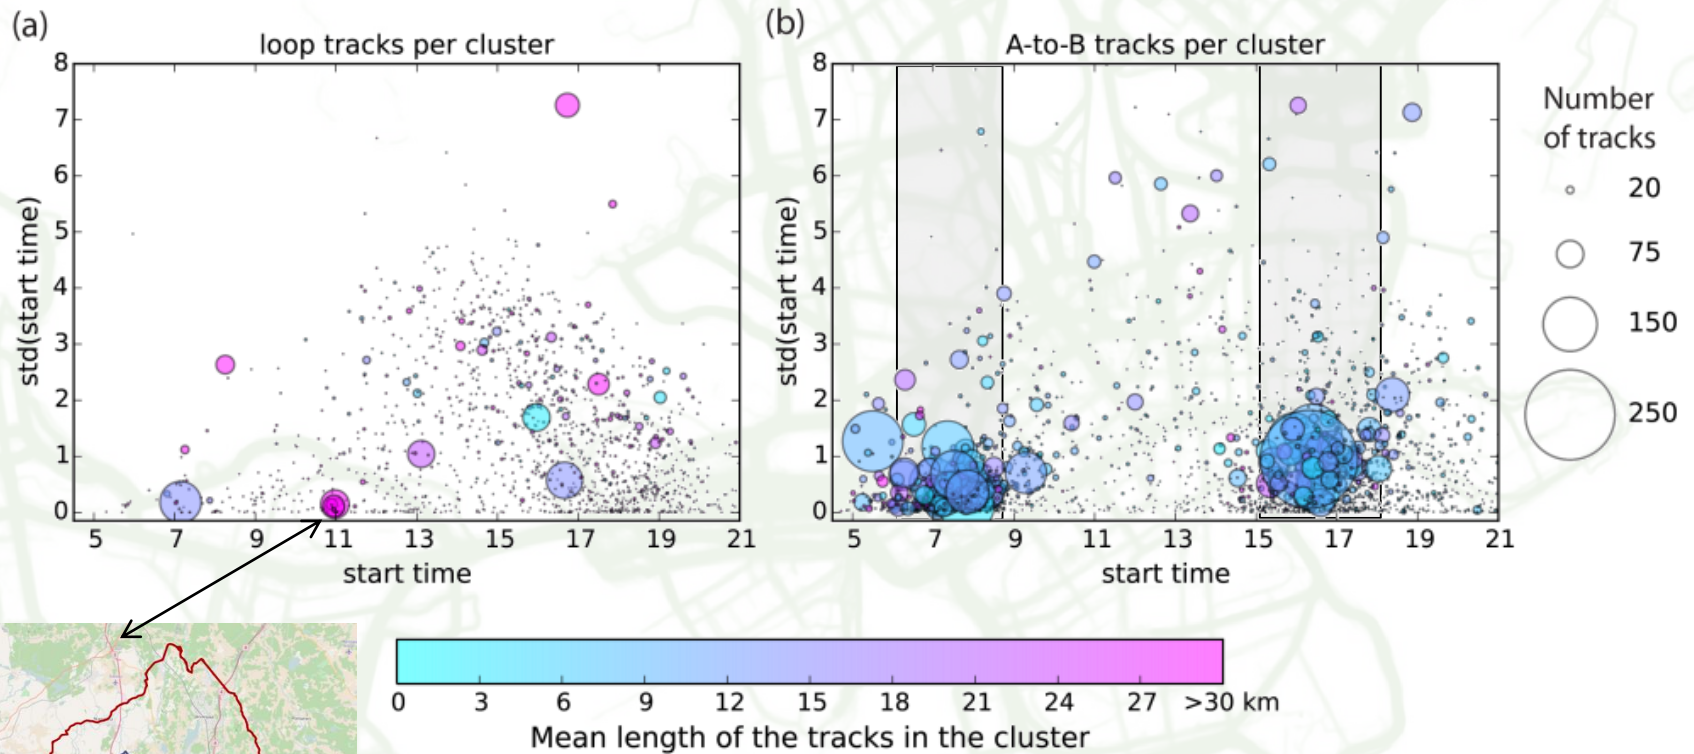 (a)
loop tracks per cluster
8
7
6
5
4
3
2
1
0
std(start time)
5 7 9 11 13 15 17 19 21
start time
(b)
A-to-B tracks per cluster
8
7
6
5
4
3
2
1
0
std(start time)
5 7 9 11 13 15 17 19 21
start time
Number
of tracks
20
75
150
250
0 3 6 9 12 15 18 21 24 27 >30 km
Mean length of the tracks in the cluster